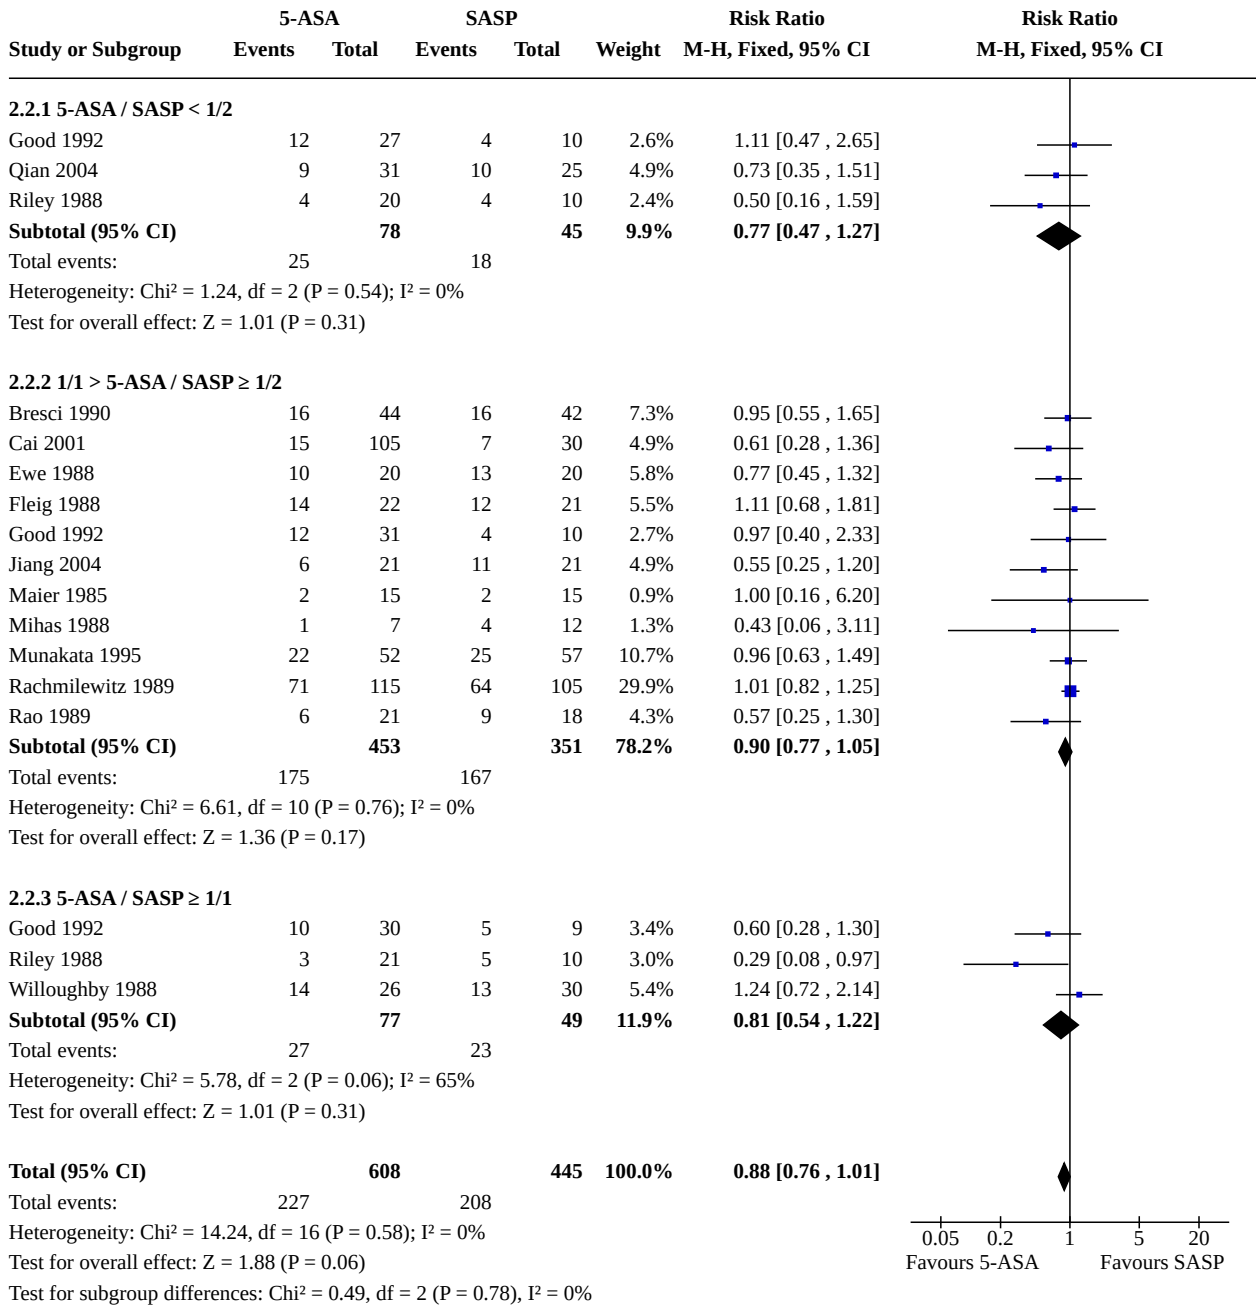 5-ASA SASP Risk Ratio Risk Ratio
Study or Subgroup Events Total Events Total Weight M-H, Fixed, 95% CI M-H, Fixed, 95% CI
2.2.1 5-ASA / SASP < 1/2
Good 1992 12 27 4 10 2.6% 1.11 [0.47 , 2.65]
Qian 2004 9 31 10 25 4.9% 0.73 [0.35 , 1.51]
Riley 1988 4 20 4 10 2.4% 0.50 [0.16 , 1.59]
Subtotal (95% CI) 78 45 9.9% 0.77 [0.47 , 1.27]
Total events: 25 18
Heterogeneity: Chi² = 1.24, df = 2 (P = 0.54); I² = 0%
Test for overall effect: Z = 1.01 (P = 0.31)
2.2.2 1/1 > 5-ASA / SASP ≥ 1/2
Bresci 1990 16 44 16 42 7.3% 0.95 [0.55 , 1.65]
Cai 2001 15 105 7 30 4.9% 0.61 [0.28 , 1.36]
Ewe 1988 10 20 13 20 5.8% 0.77 [0.45 , 1.32]
Fleig 1988 14 22 12 21 5.5% 1.11 [0.68 , 1.81]
Good 1992 12 31 4 10 2.7% 0.97 [0.40 , 2.33]
Jiang 2004 6 21 11 21 4.9% 0.55 [0.25 , 1.20]
Maier 1985 2 15 2 15 0.9% 1.00 [0.16 , 6.20]
Mihas 1988 1 7 4 12 1.3% 0.43 [0.06 , 3.11]
Munakata 1995 22 52 25 57 10.7% 0.96 [0.63 , 1.49]
Rachmilewitz 1989 71 115 64 105 29.9% 1.01 [0.82 , 1.25]
Rao 1989 6 21 9 18 4.3% 0.57 [0.25 , 1.30]
Subtotal (95% CI) 453 351 78.2% 0.90 [0.77 , 1.05]
Total events: 175 167
Heterogeneity: Chi² = 6.61, df = 10 (P = 0.76); I² = 0%
Test for overall effect: Z = 1.36 (P = 0.17)
2.2.3 5-ASA / SASP ≥ 1/1
Good 1992 10 30 5 9 3.4% 0.60 [0.28 , 1.30]
Riley 1988 3 21 5 10 3.0% 0.29 [0.08 , 0.97]
Willoughby 1988 14 26 13 30 5.4% 1.24 [0.72 , 2.14]
Subtotal (95% CI) 77 49 11.9% 0.81 [0.54 , 1.22]
Total events: 27 23
Heterogeneity: Chi² = 5.78, df = 2 (P = 0.06); I² = 65%
Test for overall effect: Z = 1.01 (P = 0.31)
Total (95% CI) 608 445 100.0% 0.88 [0.76 , 1.01]
Total events: 227 208
Heterogeneity: Chi² = 14.24, df = 16 (P = 0.58); I² = 0%
Test for overall effect: Z = 1.88 (P = 0.06)
Test for subgroup differences: Chi² = 0.49, df = 2 (P = 0.78), I² = 0%
0.05 0.2 1 5 20
Favours 5-ASA Favours SASP